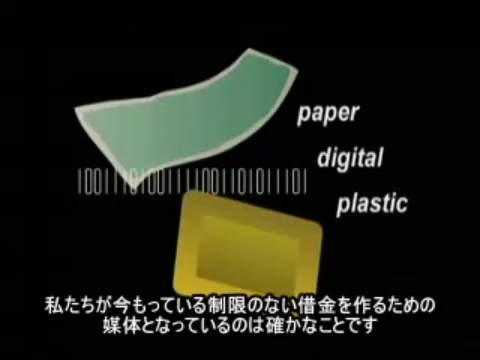 paper
digital
10011101001111001101011101
plastic
私たちが今もっている制限のない借金を作るための
媒体となっているのは確かなことです